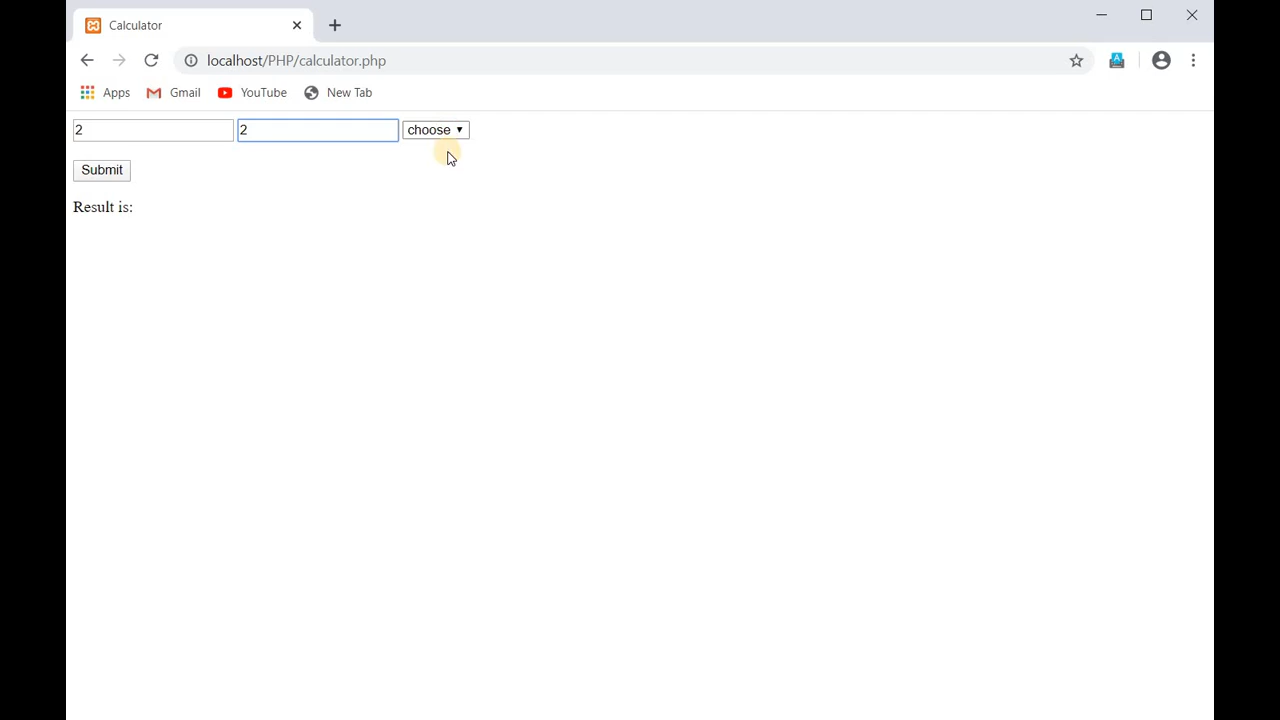 Calculator
localhost/PHP/calculator.php
Apps Gmail YouTube New Tab
2 2 choose
Submit
Result is: